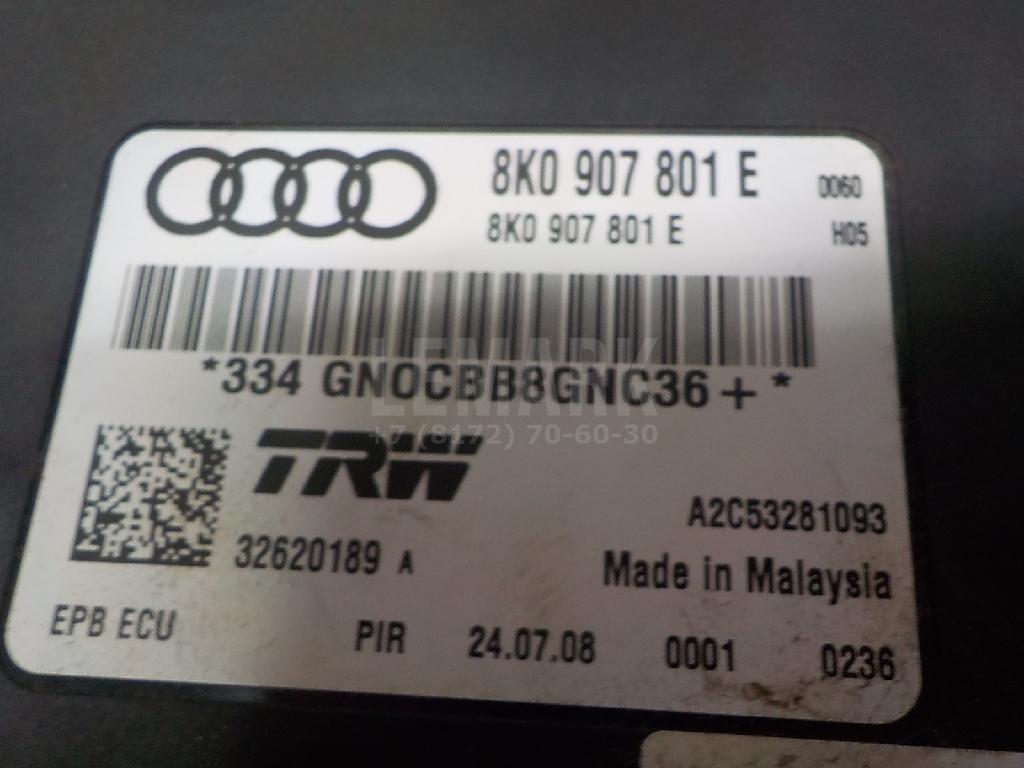 8K0 907 801 E 0060
8K0 907 801 E H05
*334 GN0CBB8GNC36+*
LEMARK
+7 (8172) 70-60-30
TRW
A2C53281093
32620189 A
Made in Malaysia
EPB ECU PIR 24.07.08 0001 0236